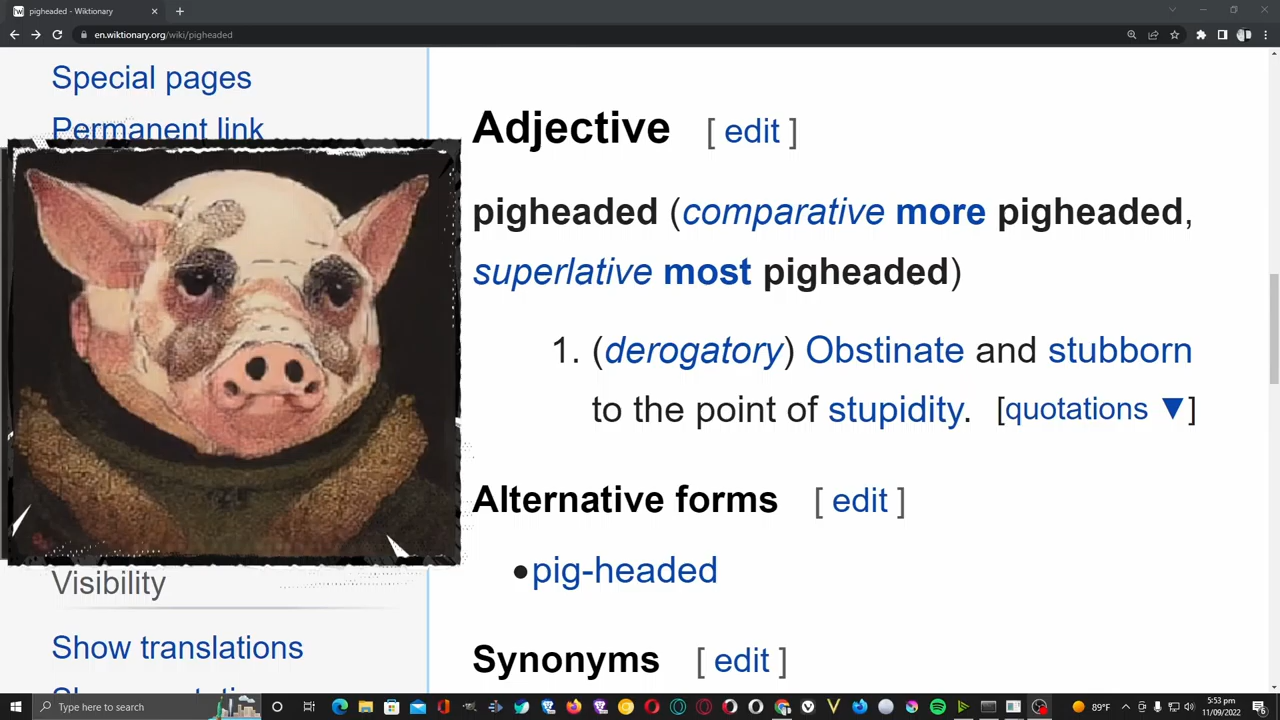 pigheaded - Wiktionary
en.wiktionary.org/wiki/pigheaded
Special pages
Permanent link
Visibility
Show translations
Adjective [ edit ]
pigheaded (comparative more pigheaded,
superlative most pigheaded)
1. (derogatory) Obstinate and stubborn
to the point of stupidity. [quotations ▼]
Alternative forms [ edit ]
•pig-headed
Synonyms [ edit ]
Type here to search
89°F
5:53 pm
11/09/2022